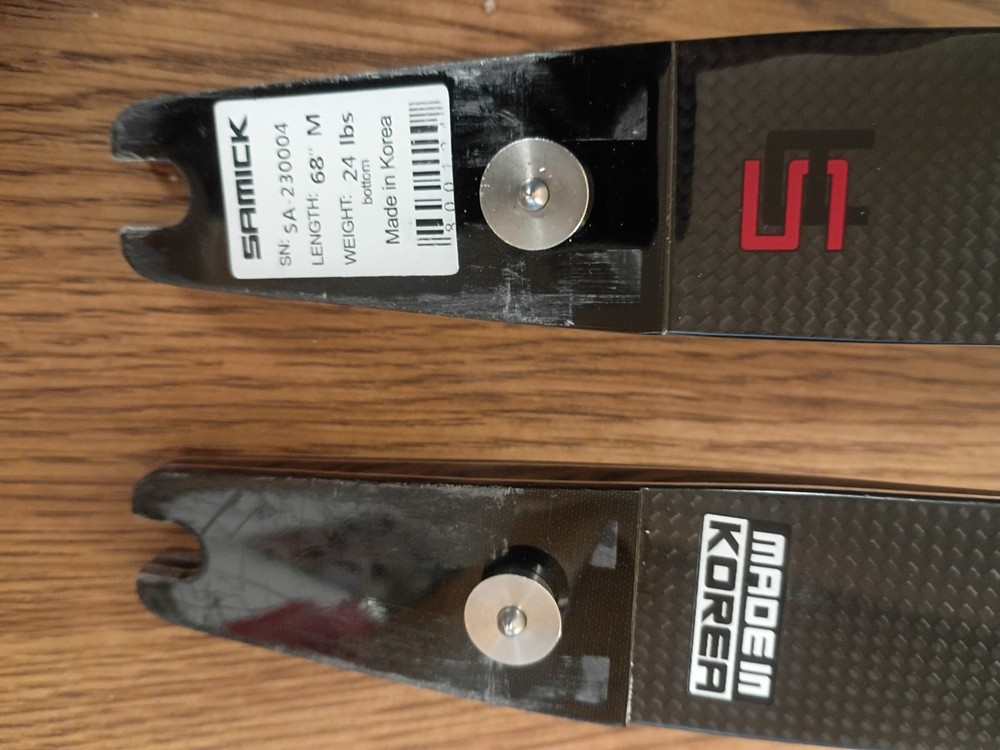 SAMICK
SN: SA-230004
LENGTH: 68" M
WEIGHT: 24 lbs
bottom
Made in Korea
MADE IN
KOREA